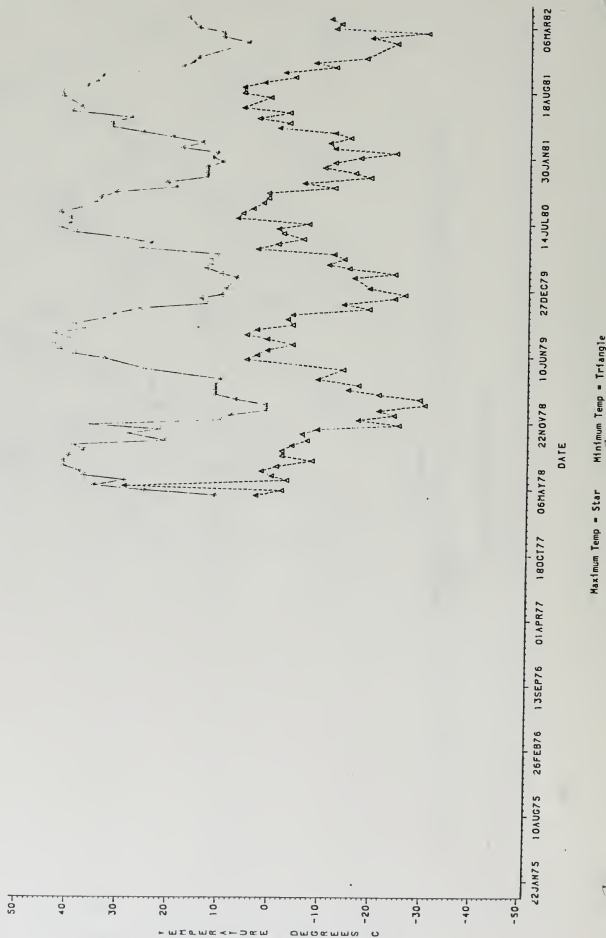 50
40
30
20
10
0
-10
-20
-30
-40
-50
TEMPERATURE DEGREES C
22JAN75 10AUG75 26FEB76 13SEP76 01APR77 18OCT77 06MAY78 22NOV78 10JUN79 27DEC79 14JUL80 30JAN81 18AUG81 06MAR82
DATE
Maximum Temp = Star Minimum Temp = Triangle